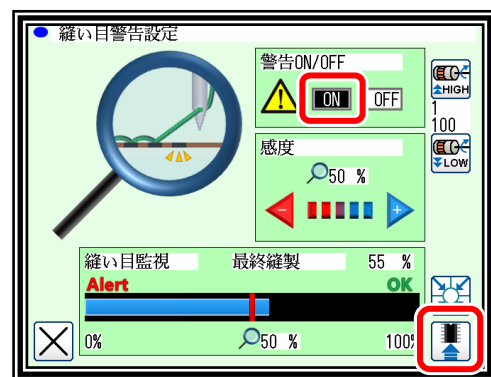 縫い目警告設定
警告ON/OFF
ON OFF
HIGH
1
100
LOW
感度
50 %
縫い目監視 最終縫製 55 %
Alert OK
0% 50 % 100%